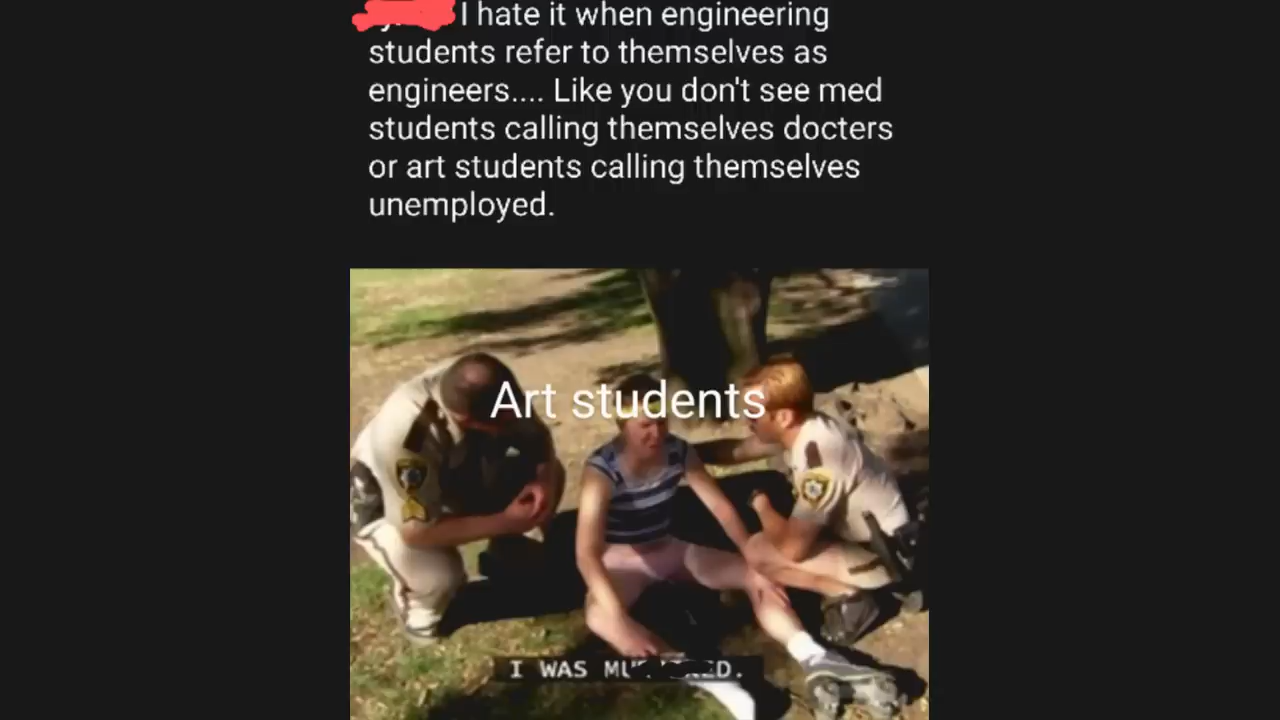 I hate it when engineering
students refer to themselves as
engineers.... Like you don't see med
students calling themselves docters
or art students calling themselves
unemployed.
Art students
I WAS